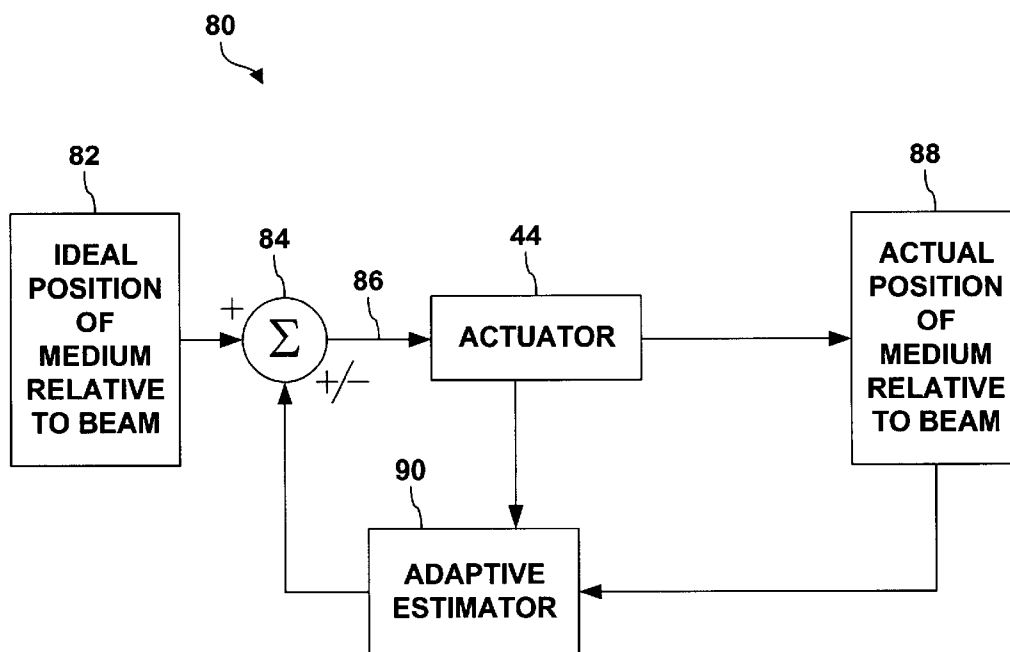 80
82
IDEAL
POSITION
OF
MEDIUM
RELATIVE
TO BEAM
+
84
Σ
+/−
86
44
ACTUATOR
88
ACTUAL
POSITION
OF
MEDIUM
RELATIVE
TO BEAM
90
ADAPTIVE
ESTIMATOR